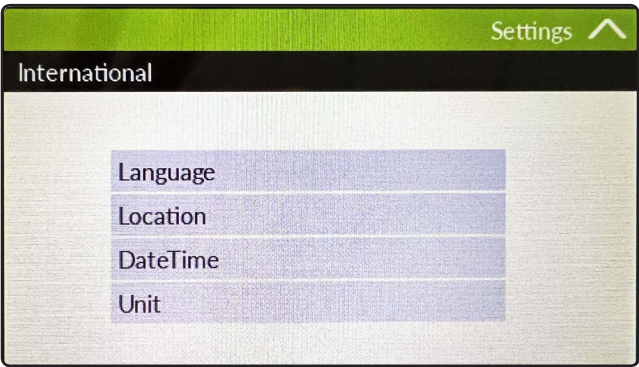 Settings
International
Language
Location
DateTime
Unit